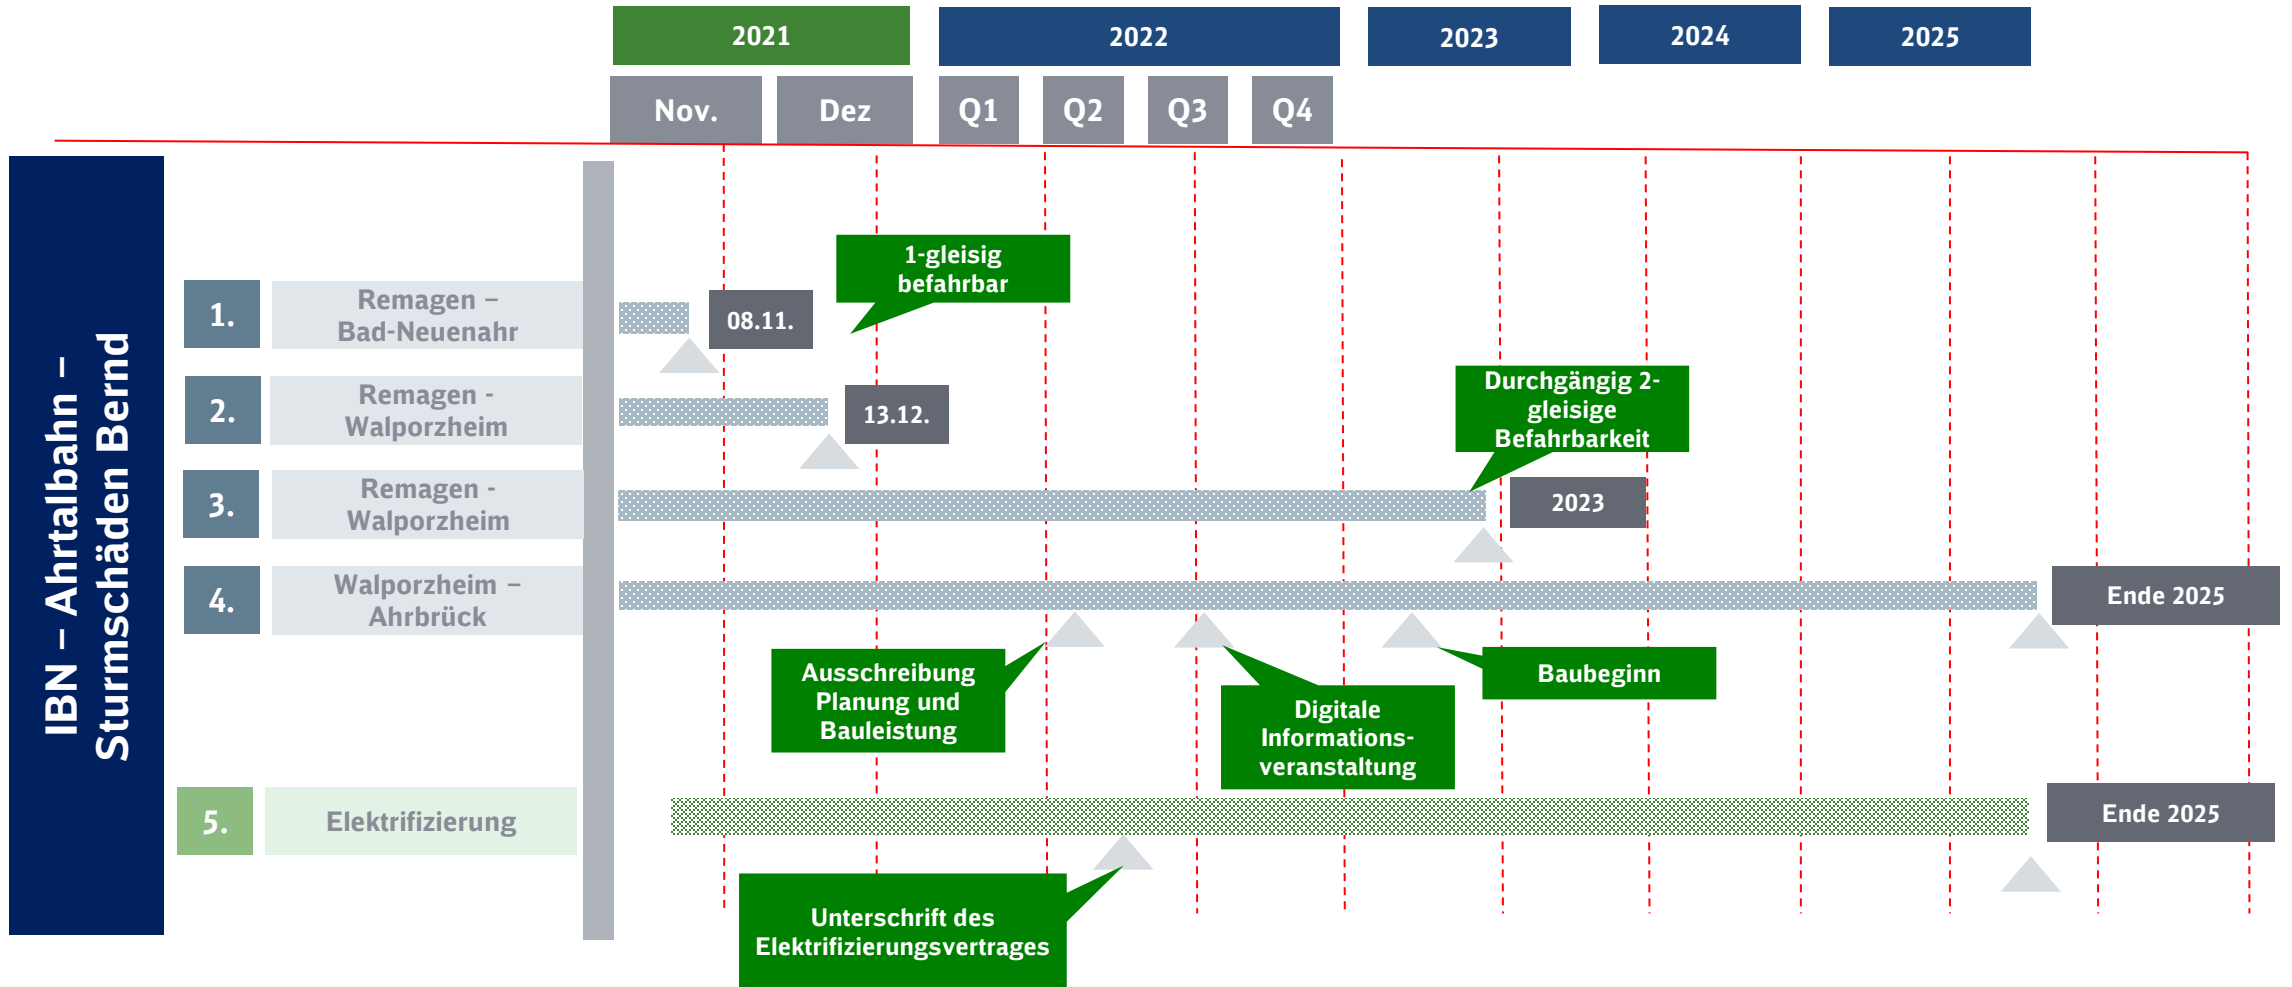 2021
2022
2023
2024
2025
Nov.
Dez
Q1
Q2
Q3
Q4
IBN – Ahrtalbahn –
Sturmschäden Bernd
1.
Remagen –
Bad-Neuenahr
08.11.
1-gleisig
befahrbar
2.
Remagen -
Walporzheim
13.12.
Durchgängig 2-
gleisige
Befahrbarkeit
3.
Remagen -
Walporzheim
2023
4.
Walporzheim –
Ahrbrück
Ende 2025
Ausschreibung
Planung und
Bauleistung
Digitale
Informations-
veranstaltung
Baubeginn
5.
Elektrifizierung
Ende 2025
Unterschrift des
Elektrifizierungsvertrages